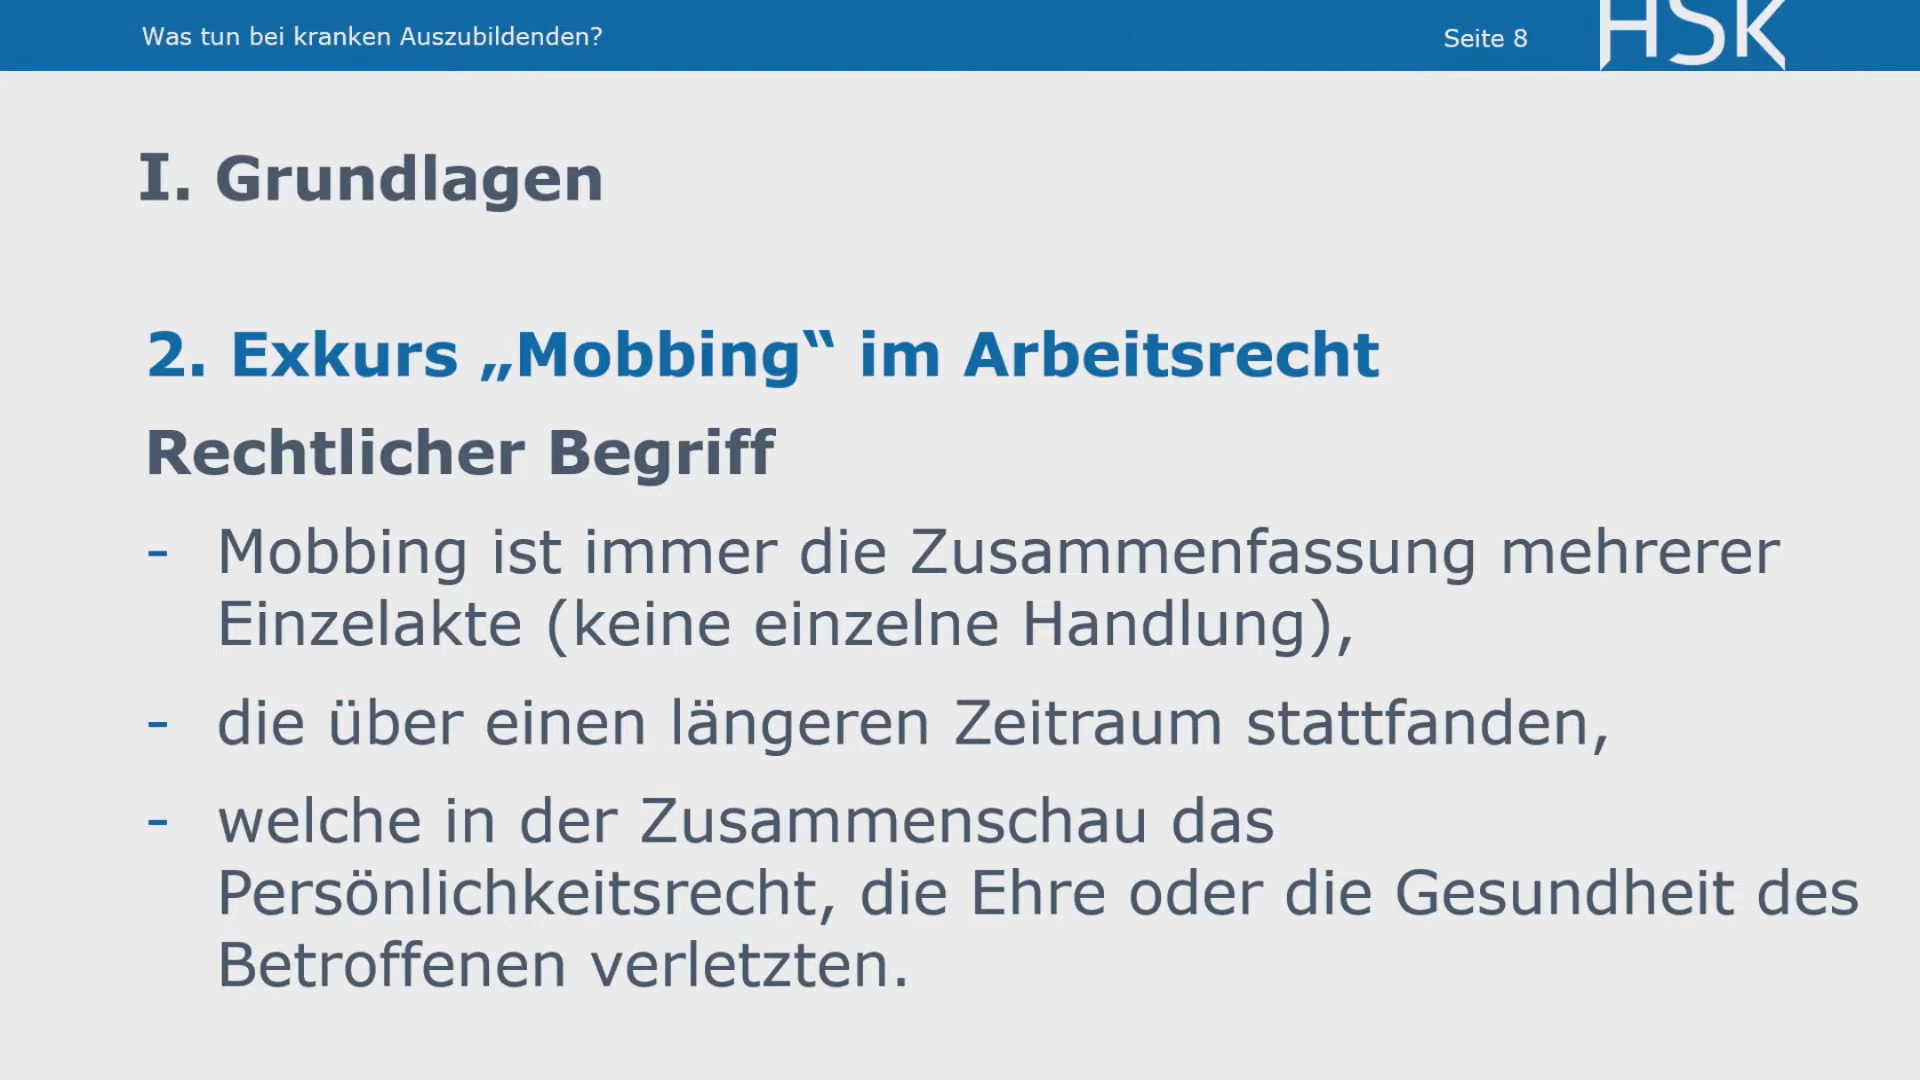 Was tun bei kranken Auszubildenden?
Seite 8
HSK
I. Grundlagen
2. Exkurs „Mobbing“ im Arbeitsrecht
Rechtlicher Begriff
- Mobbing ist immer die Zusammenfassung mehrerer
Einzelakte (keine einzelne Handlung),
- die über einen längeren Zeitraum stattfanden,
- welche in der Zusammenschau das
Persönlichkeitsrecht, die Ehre oder die Gesundheit des
Betroffenen verletzten.